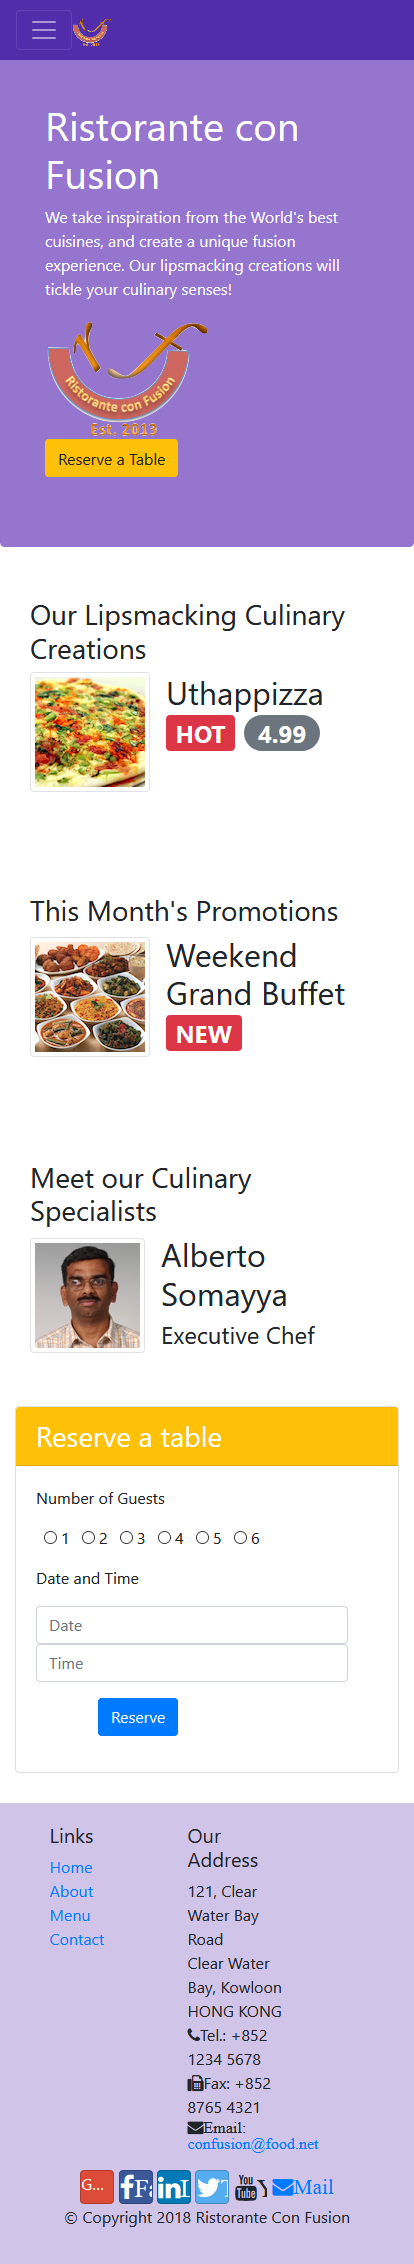 Ristorante con
Fusion
We take inspiration from the World's best
cuisines, and create a unique fusion
experience. Our lipsmacking creations will
tickle your culinary senses!
Ristorante con Fusion
Est. 2013
Reserve a Table
Our Lipsmacking Culinary
Creations
Uthappizza
HOT 4.99
This Month's Promotions
Weekend
Grand Buffet
NEW
Meet our Culinary
Specialists
Alberto
Somayya
Executive Chef
Reserve a table
Number of Guests
1 2 3 4 5 6
Date and Time
Date
Time
Reserve
Links
Home
About
Menu
Contact
Our
Address
121, Clear
Water Bay
Road
Clear Water
Bay, Kowloon
HONG KONG
Tel.: +852
1234 5678
Fax: +852
8765 4321
Email:
confusion@food.net
G... Fa in You Tube Mail
© Copyright 2018 Ristorante Con Fusion